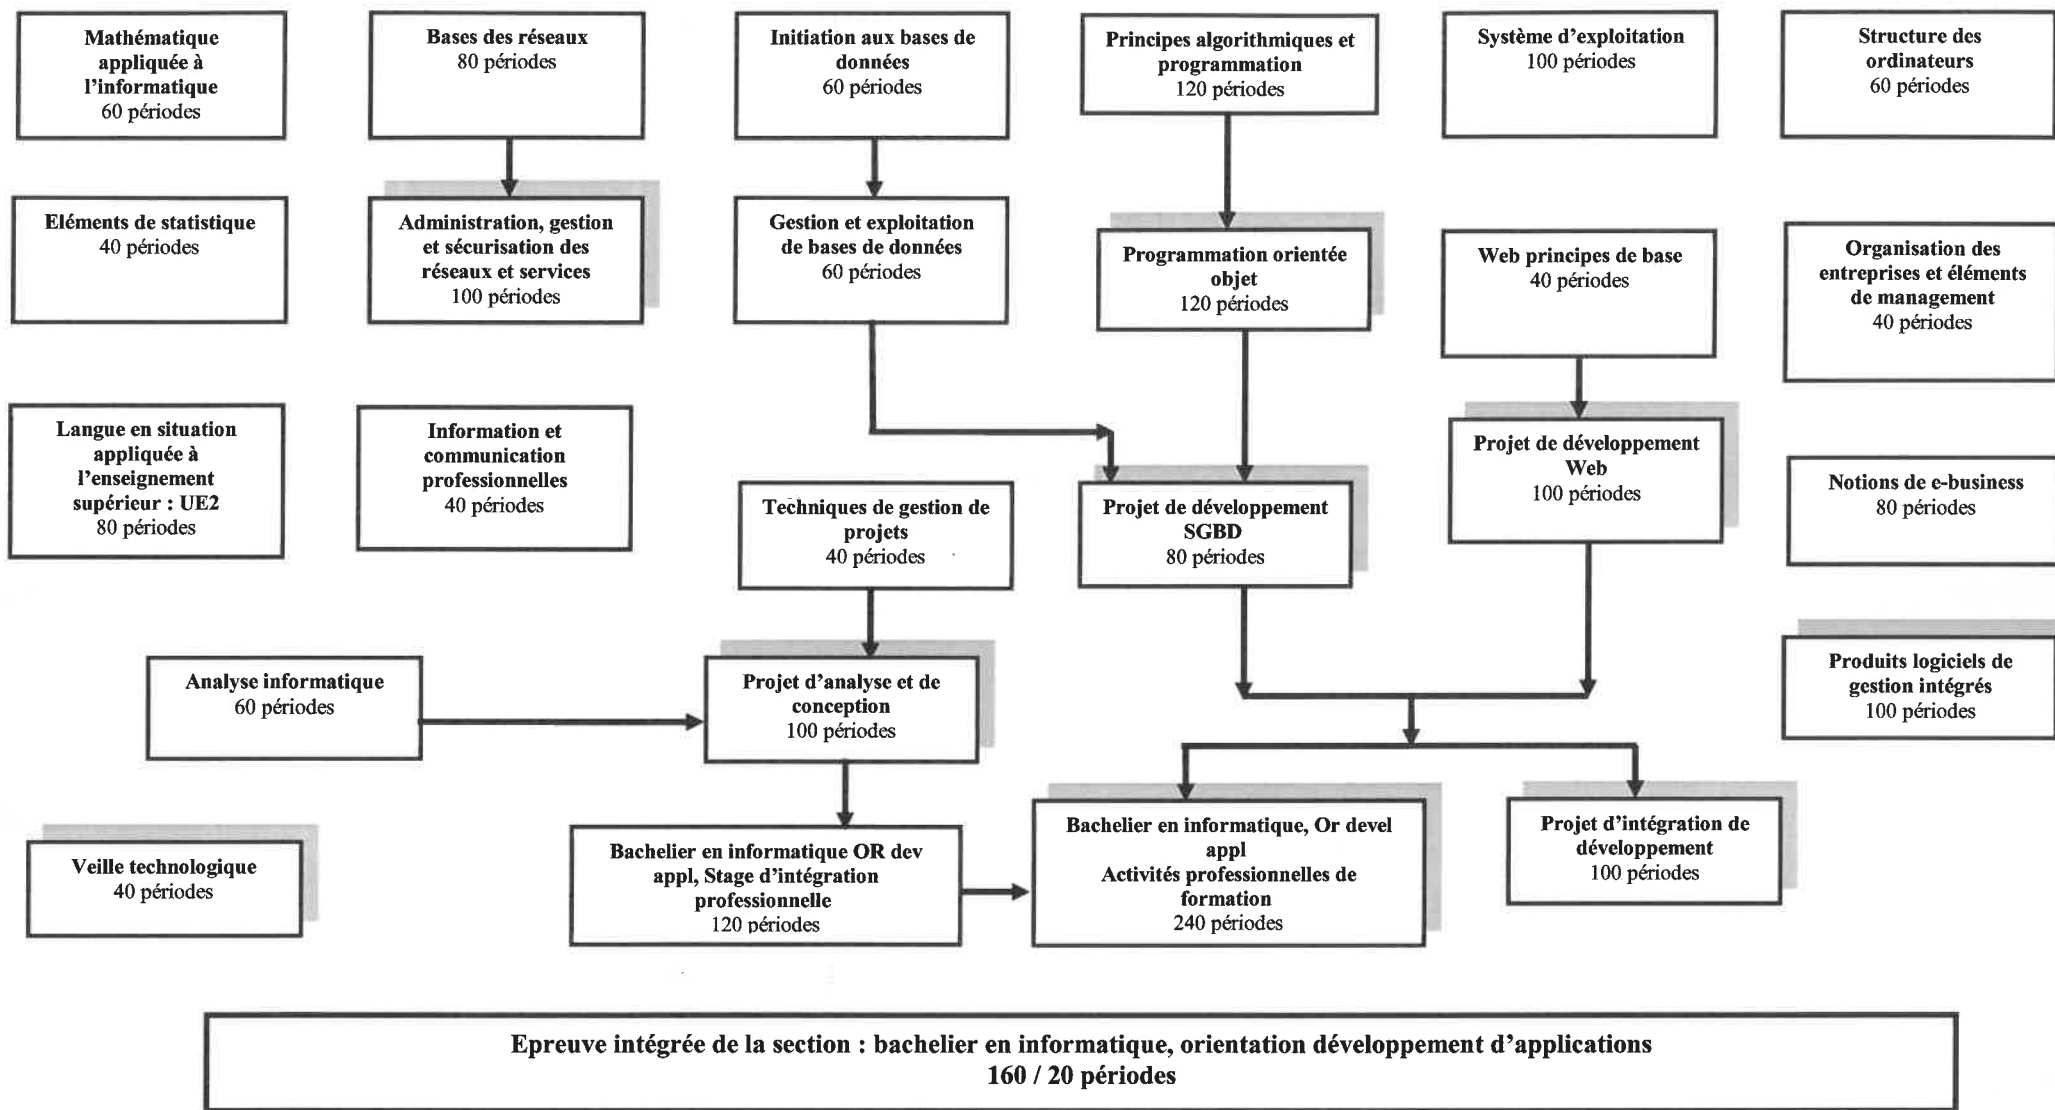 Mathématique
appliquée à
l'informatique
60 périodes
Bases des réseaux
80 périodes
Initiation aux bases de
données
60 périodes
Principes algorithmiques et
programmation
120 périodes
Système d'exploitation
100 périodes
Structure des
ordinateurs
60 périodes
Eléments de statistique
40 périodes
Administration, gestion
et sécurisation des
réseaux et services
100 périodes
Gestion et exploitation
de bases de données
60 périodes
Programmation orientée
objet
120 périodes
Web principes de base
40 périodes
Organisation des
entreprises et éléments
de management
40 périodes
Langue en situation
appliquée à
l'enseignement
supérieur : UE2
80 périodes
Information et
communication
professionnelles
40 périodes
Techniques de gestion de
projets
40 périodes
Projet de développement
SGBD
80 périodes
Projet de développement
Web
100 périodes
Notions de e-business
80 périodes
Analyse informatique
60 périodes
Projet d'analyse et de
conception
100 périodes
Produits logiciels de
gestion intégrés
100 périodes
Veille technologique
40 périodes
Bachelier en informatique OR dev
appl, Stage d'intégration
professionnelle
120 périodes
Bachelier en informatique, Or devel
appl
Activités professionnelles de
formation
240 périodes
Projet d'intégration de
développement
100 périodes
Epreuve intégrée de la section : bachelier en informatique, orientation développement d'applications
160 / 20 périodes